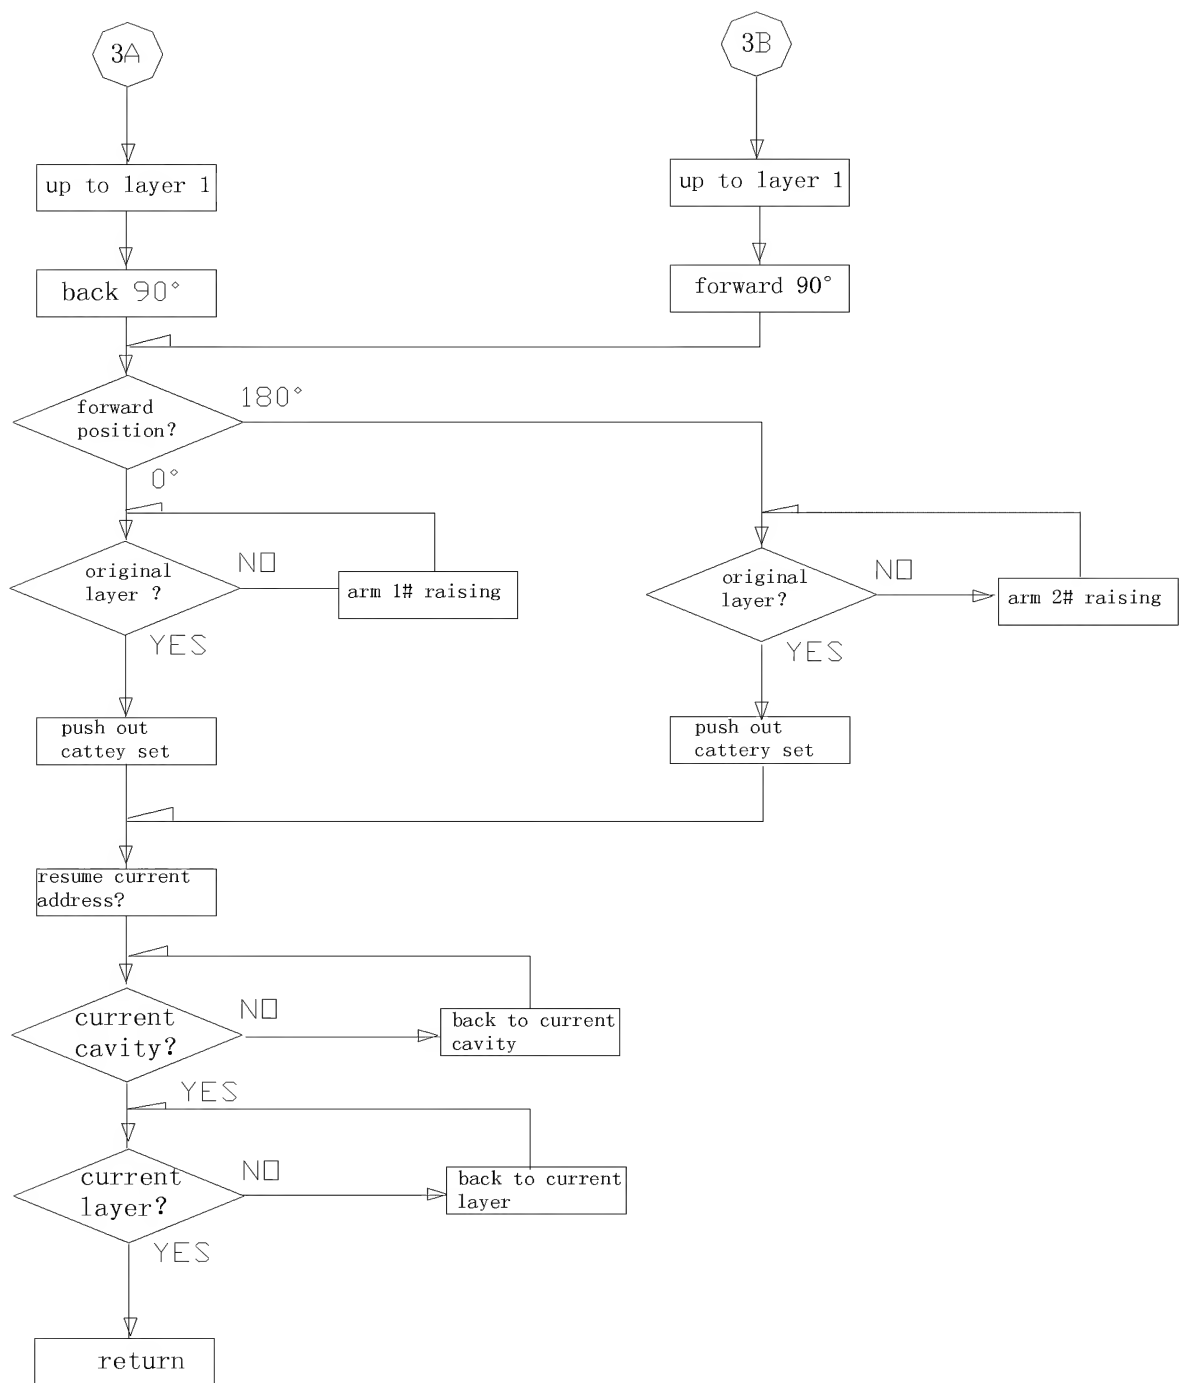 3A
3B
up to layer 1
up to layer 1
back 90°
forward 90°
180°
forward
position?
0°
NO
original
layer ?
arm 1# raising
NO
original
layer?
arm 2# raising
YES
YES
push out
cattey set
push out
cattery set
resume current
address?
NO
current
cavity?
back to current
cavity
YES
NO
current
layer?
back to current
layer
YES
return